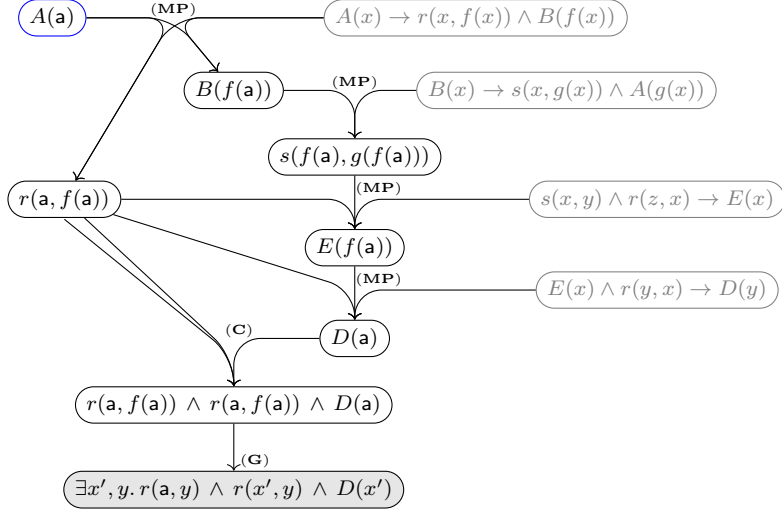 A(a) (MP) A(x) → r(x, f(x)) ∧ B(f(x))
B(f(a)) (MP) B(x) → s(x, g(x)) ∧ A(g(x))
s(f(a), g(f(a)))
r(a, f(a)) (MP) s(x, y) ∧ r(z, x) → E(x)
E(f(a))
(MP) E(x) ∧ r(y, x) → D(y)
(C) D(a)
r(a, f(a)) ∧ r(a, f(a)) ∧ D(a)
(G)
∃x′, y. r(a, y) ∧ r(x′, y) ∧ D(x′)